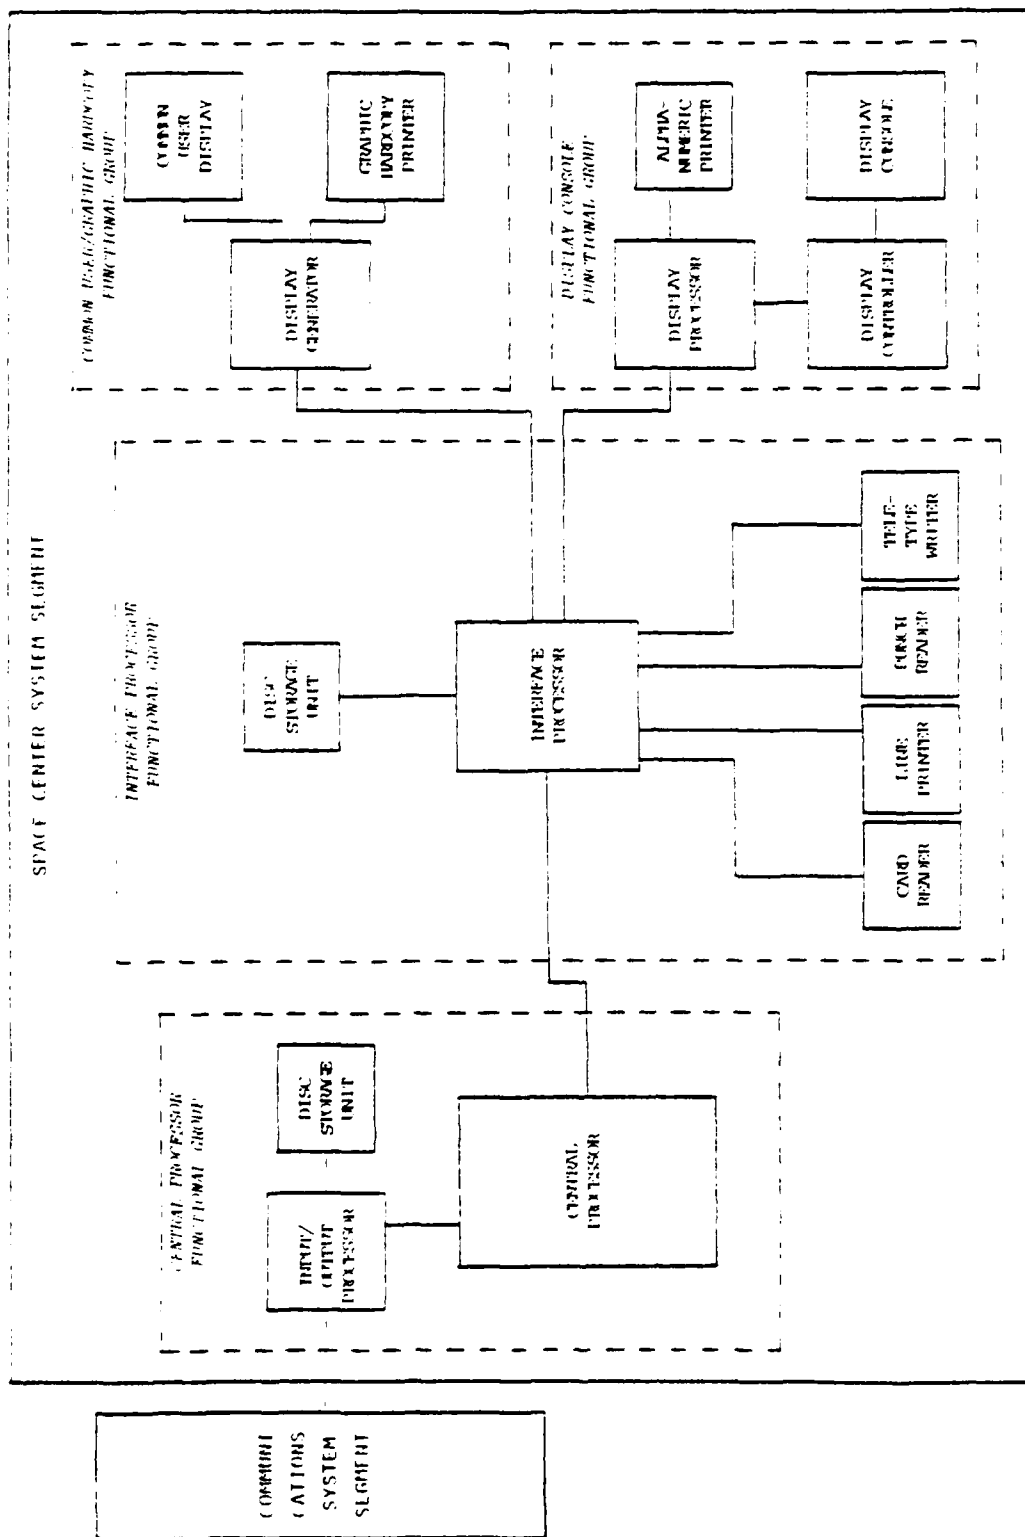 SPACE CENTER SYSTEM SEGMENT
COMMUNI
CATIONS
SYSTEM
SEGMENT
CENTRAL PROCESSOR
FUNCTIONAL GROUP
INPUT/
OUTPUT
PROCESSOR
DISC
STORAGE
UNIT
CENTRAL
PROCESSOR
INTERFACE PROCESSOR
FUNCTIONAL GROUP
DISC
STORAGE
UNIT
INTERFACE
PROCESSOR
CARD
READER
LINE
PRINTER
PUNCH
READER
TELE-
TYPE
WRITER
COMMON USER/GRAPHIC HARDCOPY
FUNCTIONAL GROUP
COMMON
USER
DISPLAY
GRAPHIC
HARDCOPY
PRINTER
DISPLAY
GENERATOR
DISPLAY CONSOLE
FUNCTIONAL GROUP
ALPHA-
NUMERIC
PRINTER
DISPLAY
PROCESSOR
DISPLAY
CONSOLE
DISPLAY
CONTROLLER